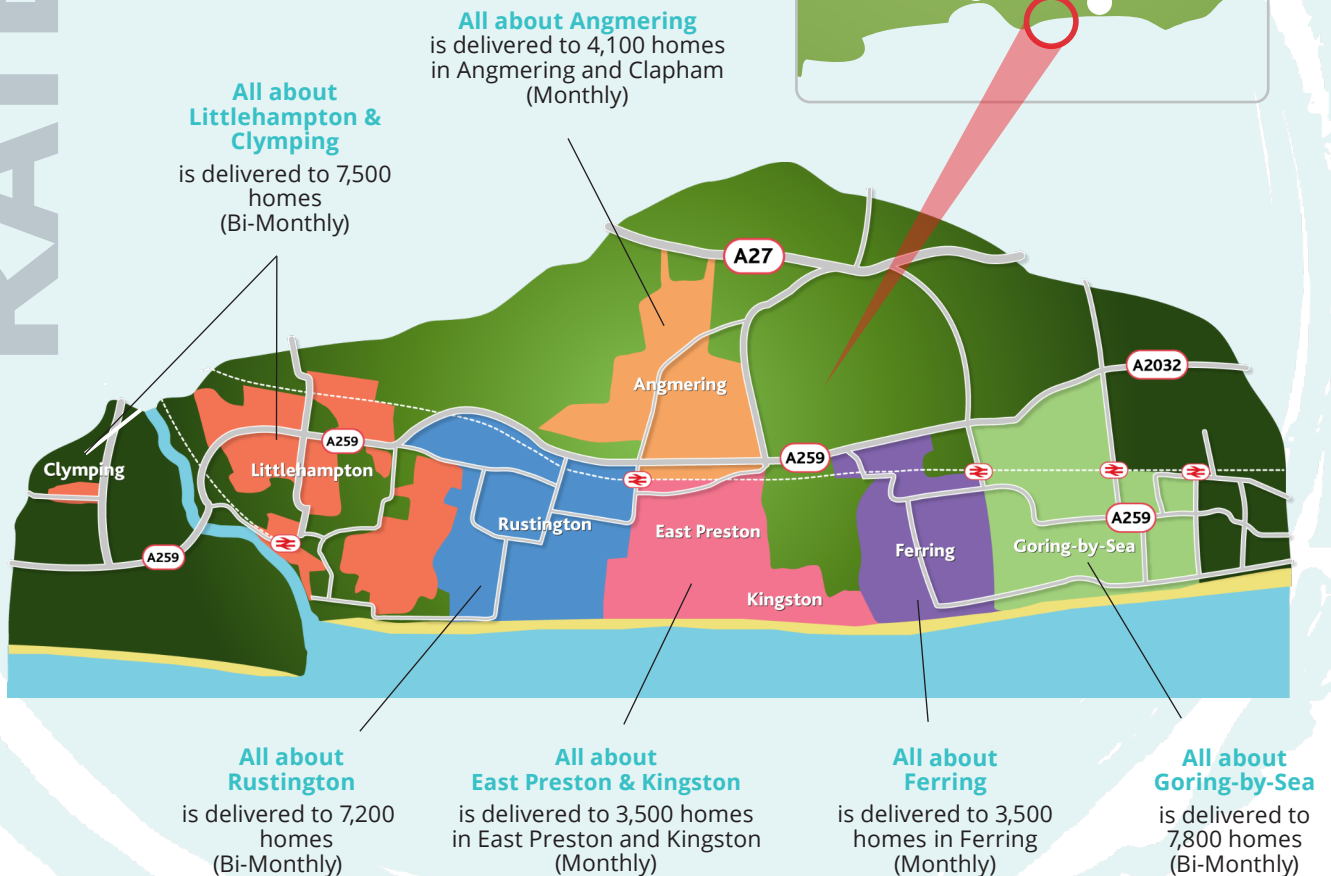 All about Angmering
is delivered to 4,100 homes
in Angmering and Clapham
(Monthly)
All about
Littlehampton &
Clymping
is delivered to 7,500
homes
(Bi-Monthly)
A27
A2032
Angmering
A259
A259
Clymping
Littlehampton
Rustington
East Preston
A259
Ferring
Goring-by-Sea
A259
Kingston
All about
Rustington
is delivered to 7,200
homes
(Bi-Monthly)
All about
East Preston & Kingston
is delivered to 3,500 homes
in East Preston and Kingston
(Monthly)
All about
Ferring
is delivered to 3,500
homes in Ferring
(Monthly)
All about
Goring-by-Sea
is delivered to
7,800 homes
(Bi-Monthly)